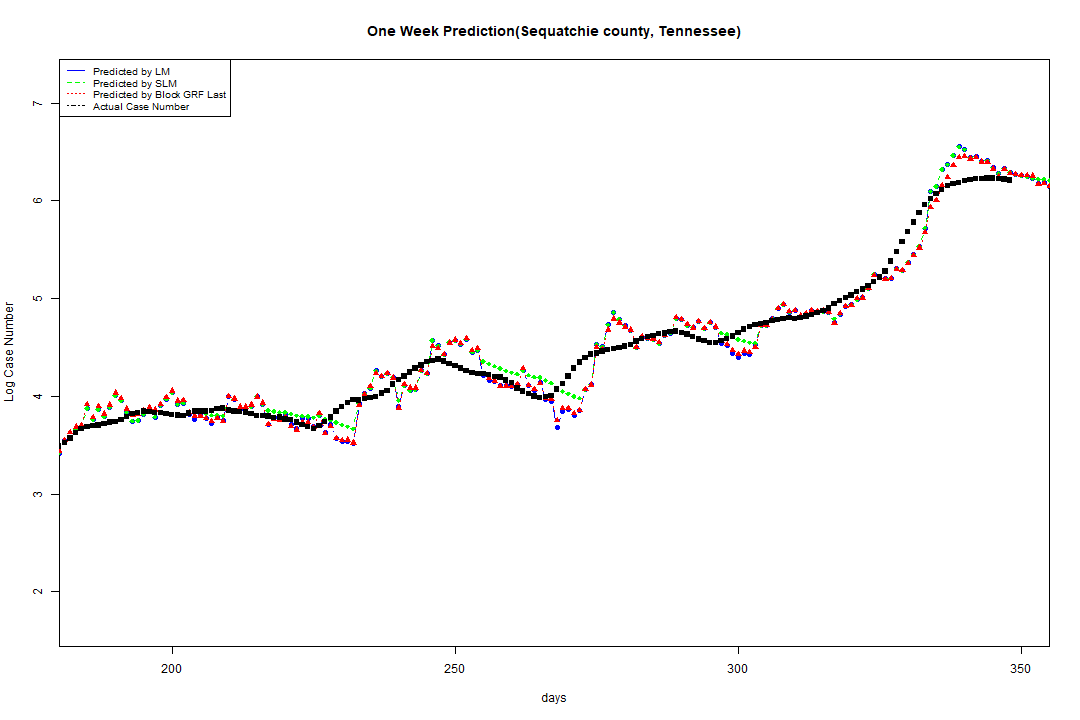 One Week Prediction(Sequatchie county, Tennessee)
Predicted by LM
Predicted by SLM
Predicted by Block GRF Last
Actual Case Number
7
6
5
4
3
2
Log Case Number
200
250
300
350
days